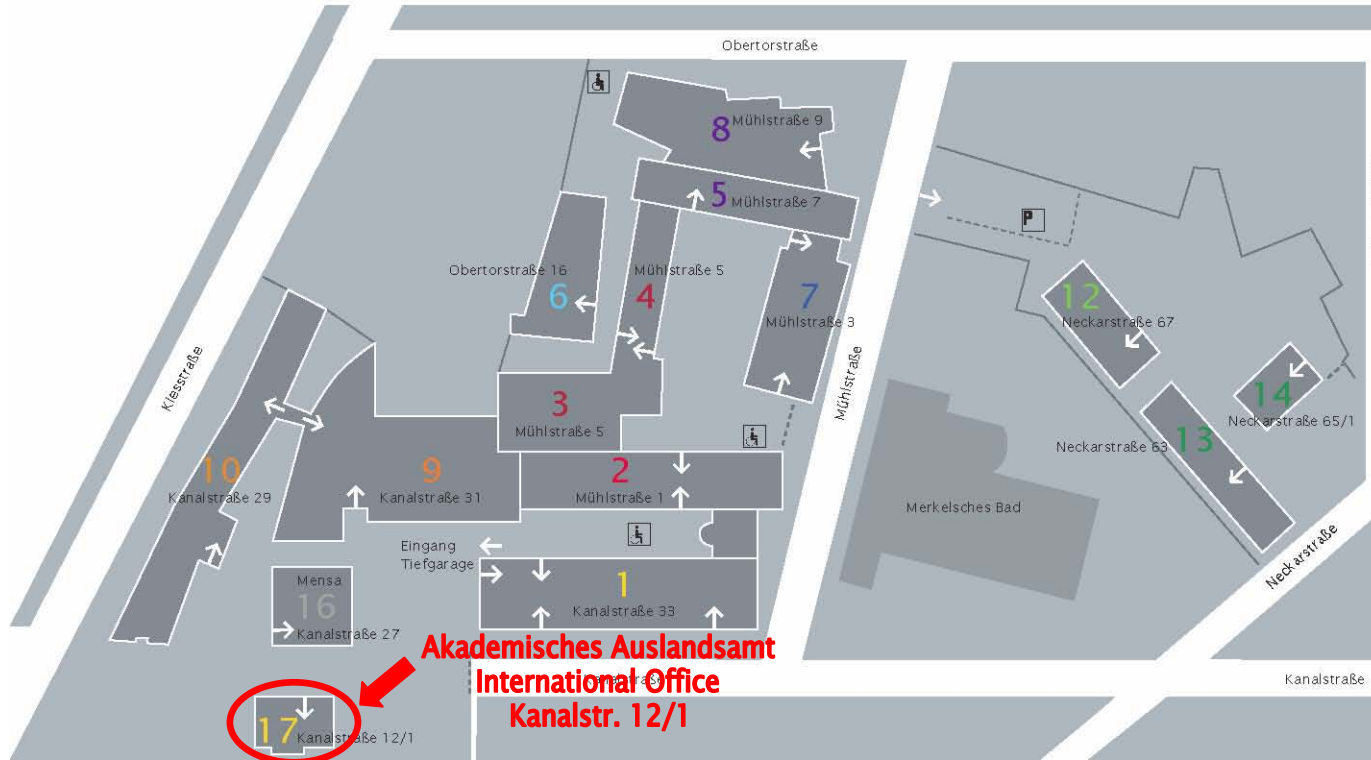 Obertorstraße
8 Mühlstraße 9
5 Mühlstraße 7
P
Obertorstraße 16
6
Mühlstraße 5
4
7
Mühlstraße 3
12
Neckarstraße 67
Kiesstraße
Mühlstraße
3
Mühlstraße 5
14
Neckarstraße 65/1
Neckarstraße 63
13
10
Kanalstraße 29
9
Kanalstraße 31
2
Mühlstraße 1
Merkelsches Bad
Eingang
Tiefgarage
Neckarstraße
Mensa
16
Kanalstraße 27
1
Kanalstraße 33
Akademisches Auslandsamt
International Office
Kanalstr. 12/1
Kanalstraße
Kanalstraße
17 Kanalstraße 12/1